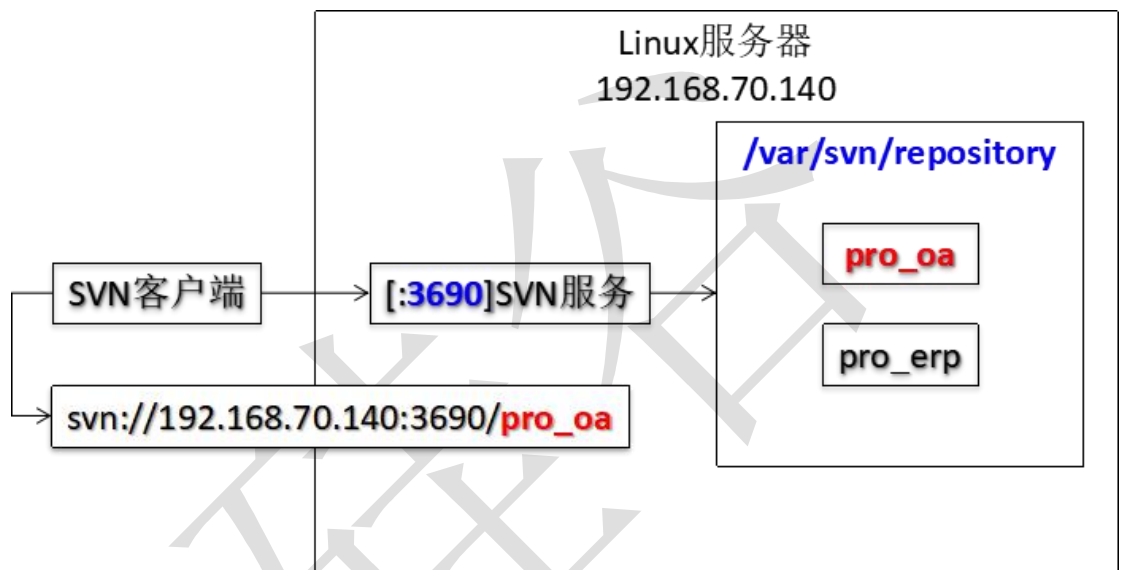 Linux服务器
192.168.70.140
/var/svn/repository
pro_oa
SVN客户端
[:3690]SVN服务
pro_erp
svn://192.168.70.140:3690/pro_oa